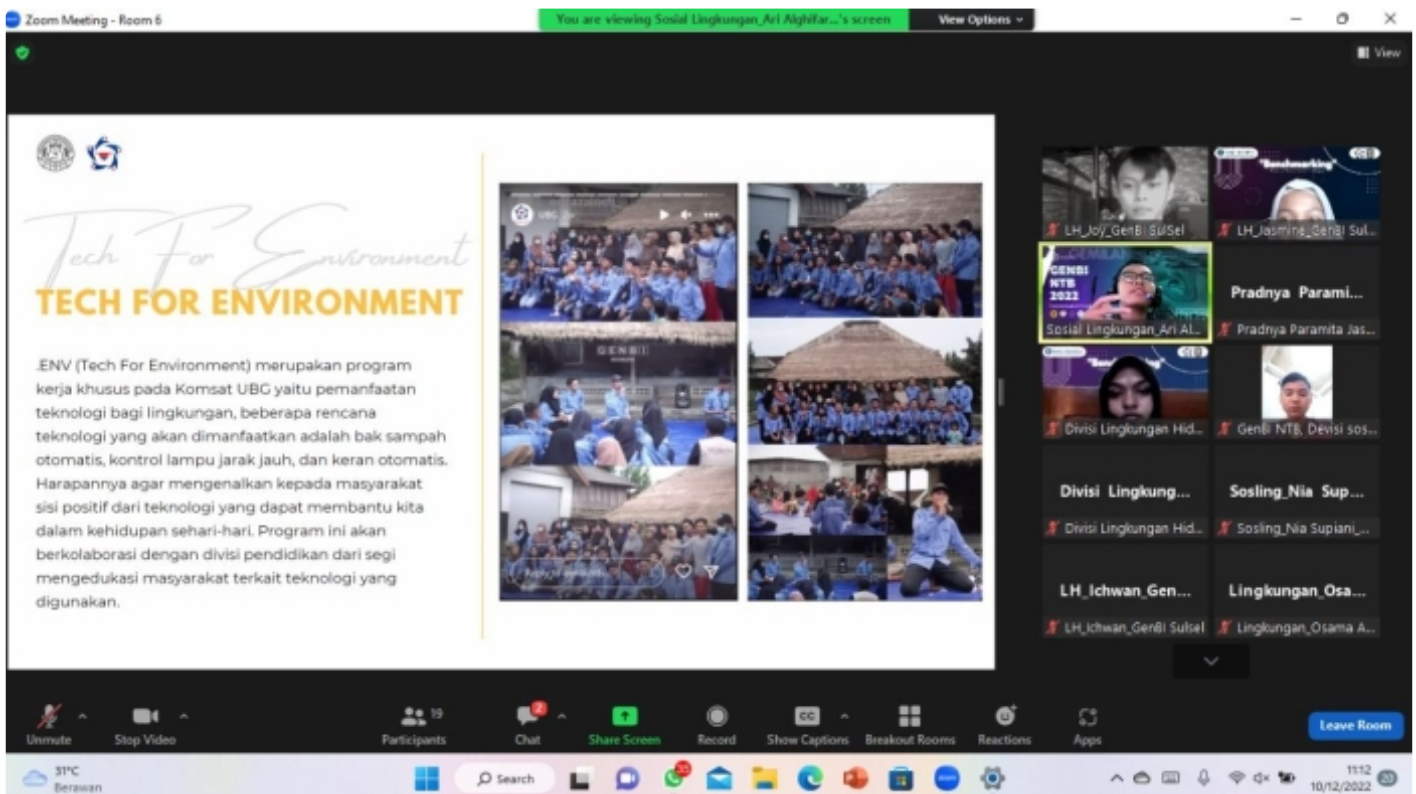 Zoom Meeting - Room 6
You are viewing Sosial Lingkungan_Ari Alghifar...'s screen
View Options
View
Tech For Environment
TECH FOR ENVIRONMENT
.ENV (Tech For Environment) merupakan program
kerja khusus pada Komsat UBG yaitu pemanfaatan
teknologi bagi lingkungan, beberapa rencana
teknologi yang akan dimanfaatkan adalah bak sampah
otomatis, kontrol lampu jarak jauh, dan keran otomatis.
Harapannya agar mengenalkan kepada masyarakat
sisi positif dari teknologi yang dapat membantu kita
dalam kehidupan sehari-hari. Program ini akan
berkolaborasi dengan divisi pendidikan dari segi
mengedukasi masyarakat terkait teknologi yang
digunakan.
UBG
GENBI
LH_Joy_GenBI SulSel
"Benchmarking"
LH_Jasmine_GenBI Sul...
GEMILA
GENBI
NTB
2022
Sosial Lingkungan_Ari Al...
Pradnya Parami...
Pradnya Paramita Jas...
Divisi Lingkungan Hid...
GenBI NTB, Devisi sos...
Divisi Lingkung...
Divisi Lingkungan Hid...
Sosling_Nia Sup...
Sosling_Nia Supiani_...
LH_Ichwan_Gen...
LH_Ichwan_GenBI Sulsel
Lingkungan_Osa...
Lingkungan_Osama A...
Unmute
Stop Video
19
Participants
2
Chat
Share Screen
Record
CC
Show Captions
Breakout Rooms
Reactions
Apps
Leave Room
31°C
Berawan
Search
35
zoom
11:12
10/12/2022
20